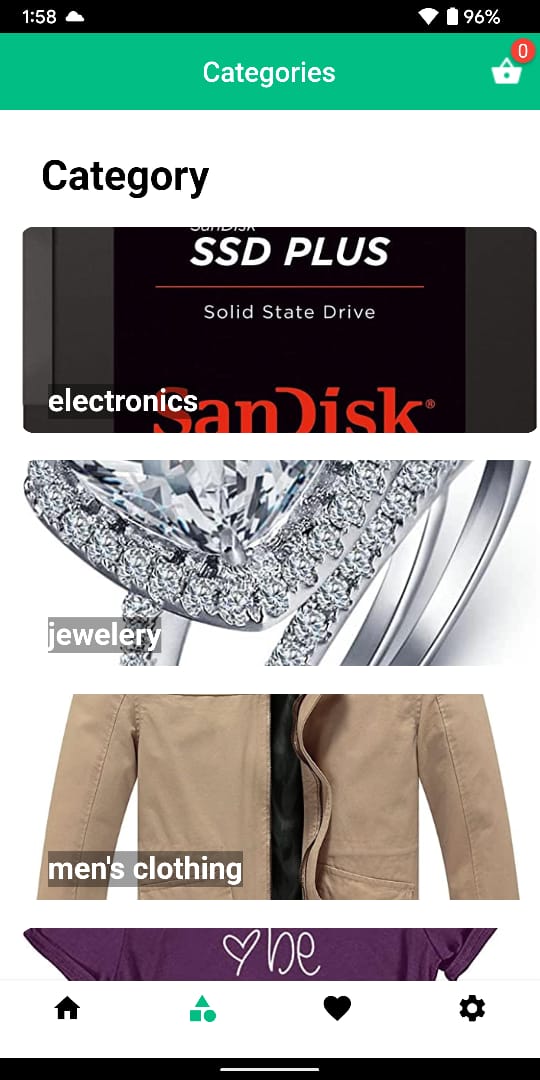 1:58
96%
Categories
0
Category
SanDisk
SSD PLUS
Solid State Drive
SanDisk®
electronics
jewelery
men's clothing
be